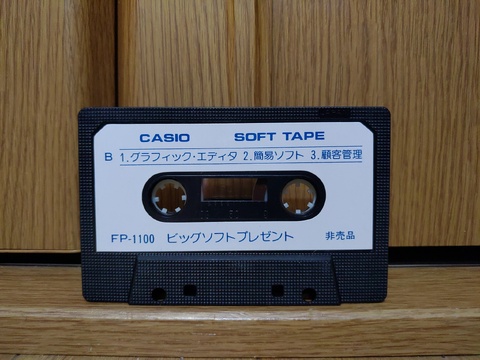 CASIO SOFT TAPE
B 1.グラフィック・エディタ 2.簡易ソフト 3.顧客管理
FP-1100 ビッグソフトプレゼント 非売品